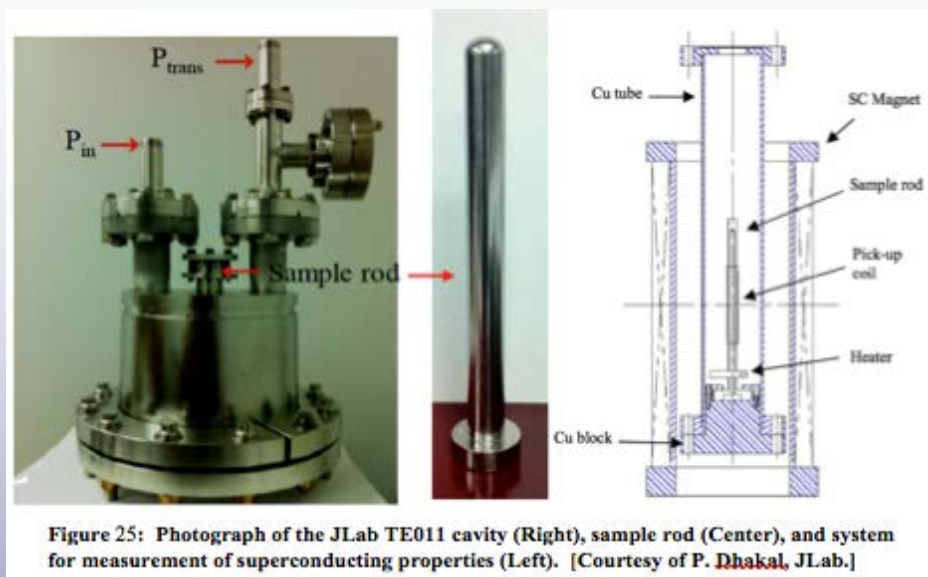 P_trans
P_in
Sample rod
Cu tube
SC Magnet
Sample rod
Pick-up
coil
Heater
Cu block
Figure 25: Photograph of the JLab TE011 cavity (Right), sample rod (Center), and system
for measurement of superconducting properties (Left). [Courtesy of P. Dhakal, JLab.]